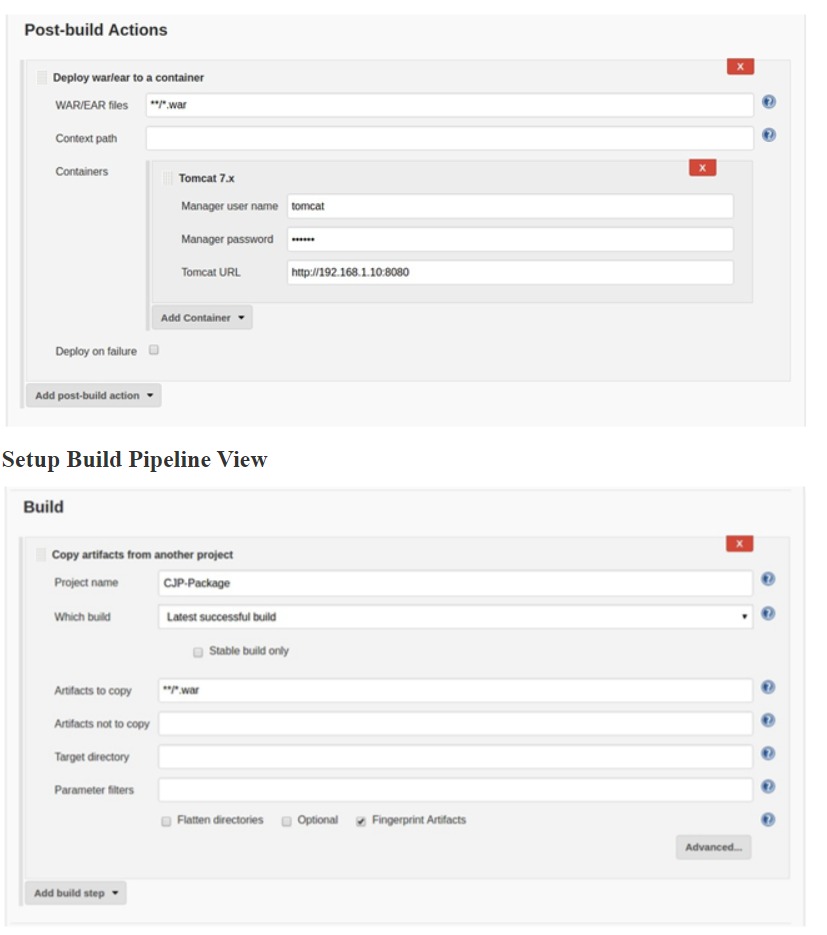 Post-build Actions
X
Deploy war/ear to a container
WAR/EAR files **/*.war
Context path
Containers
X
Tomcat 7.x
Manager user name tomcat
Manager password ••••••
Tomcat URL http://192.168.1.10:8080
Add Container
Deploy on failure
Add post-build action
Setup Build Pipeline View
Build
X
Copy artifacts from another project
Project name CJP-Package
Which build Latest successful build
Stable build only
Artifacts to copy **/*.war
Artifacts not to copy
Target directory
Parameter filters
Flatten directories Optional Fingerprint Artifacts
Advanced...
Add build step